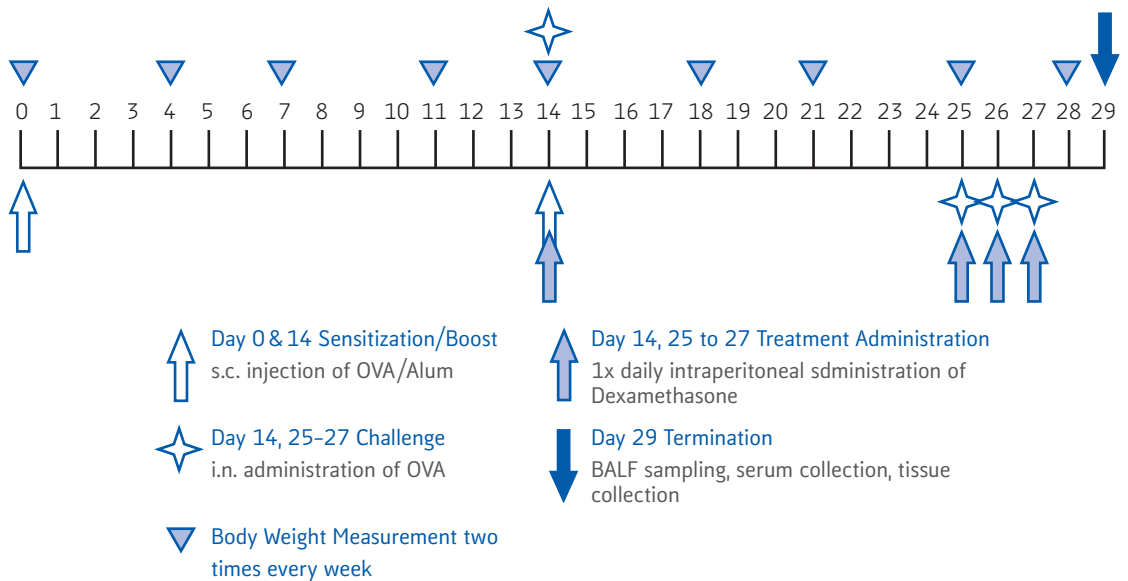 0 1 2 3 4 5 6 7 8 9 10 11 12 13 14 15 16 17 18 19 20 21 22 23 24 25 26 27 28 29
Day 0 & 14 Sensitization/Boost
s.c. injection of OVA/Alum
Day 14, 25–27 Challenge
i.n. administration of OVA
Body Weight Measurement two
times every week
Day 14, 25 to 27 Treatment Administration
1x daily intraperitoneal sdministration of
Dexamethasone
Day 29 Termination
BALF sampling, serum collection, tissue
collection